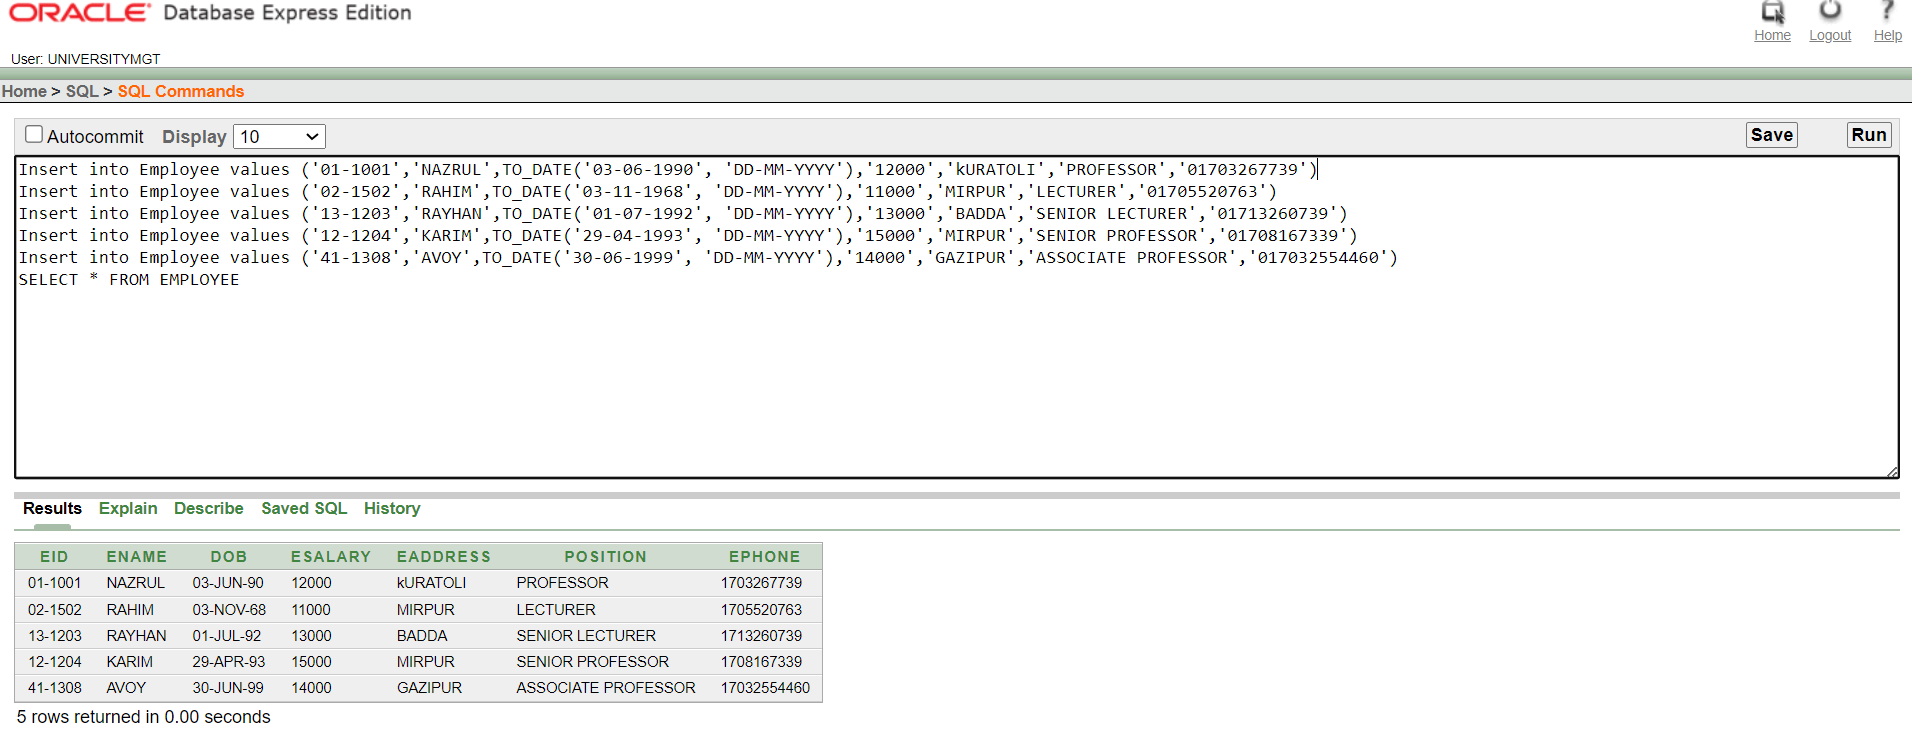 ORACLE® Database Express Edition
Home Logout Help
User: UNIVERSITYMGT
Home > SQL > SQL Commands
Autocommit Display 10 Save Run
Insert into Employee values ('01-1001','NAZRUL',TO_DATE('03-06-1990', 'DD-MM-YYYY'),'12000','kURATOLI','PROFESSOR','01703267739')
Insert into Employee values ('02-1502','RAHIM',TO_DATE('03-11-1968', 'DD-MM-YYYY'),'11000','MIRPUR','LECTURER','01705520763')
Insert into Employee values ('13-1203','RAYHAN',TO_DATE('01-07-1992', 'DD-MM-YYYY'),'13000','BADDA','SENIOR LECTURER','01713260739')
Insert into Employee values ('12-1204','KARIM',TO_DATE('29-04-1993', 'DD-MM-YYYY'),'15000','MIRPUR','SENIOR PROFESSOR','01708167339')
Insert into Employee values ('41-1308','AVOY',TO_DATE('30-06-1999', 'DD-MM-YYYY'),'14000','GAZIPUR','ASSOCIATE PROFESSOR','017032554460')
SELECT * FROM EMPLOYEE
Results Explain Describe Saved SQL History
EID ENAME DOB ESALARY EADDRESS POSITION EPHONE
01-1001 NAZRUL 03-JUN-90 12000 kURATOLI PROFESSOR 1703267739
02-1502 RAHIM 03-NOV-68 11000 MIRPUR LECTURER 1705520763
13-1203 RAYHAN 01-JUL-92 13000 BADDA SENIOR LECTURER 1713260739
12-1204 KARIM 29-APR-93 15000 MIRPUR SENIOR PROFESSOR 1708167339
41-1308 AVOY 30-JUN-99 14000 GAZIPUR ASSOCIATE PROFESSOR 17032554460
5 rows returned in 0.00 seconds